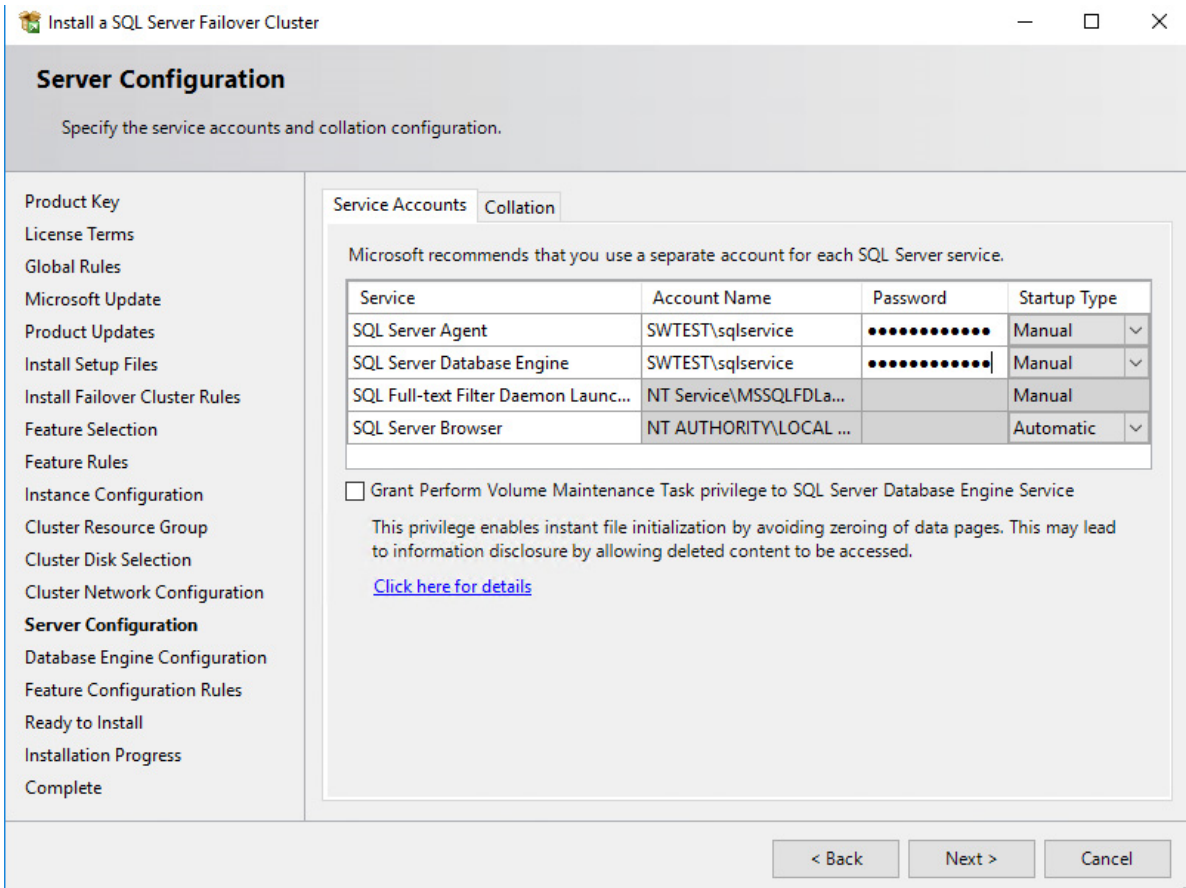 Install a SQL Server Failover Cluster
Server Configuration
Specify the service accounts and collation configuration.
Product Key
License Terms
Global Rules
Microsoft Update
Product Updates
Install Setup Files
Install Failover Cluster Rules
Feature Selection
Feature Rules
Instance Configuration
Cluster Resource Group
Cluster Disk Selection
Cluster Network Configuration
Server Configuration
Database Engine Configuration
Feature Configuration Rules
Ready to Install
Installation Progress
Complete
Service Accounts Collation
Microsoft recommends that you use a separate account for each SQL Server service.
Service Account Name Password Startup Type
SQL Server Agent SWTEST\sqlservice ●●●●●●●●●●●● Manual
SQL Server Database Engine SWTEST\sqlservice ●●●●●●●●●●●● Manual
SQL Full-text Filter Daemon Launc... NT Service\MSSQLFDLa... Manual
SQL Server Browser NT AUTHORITY\LOCAL ... Automatic
Grant Perform Volume Maintenance Task privilege to SQL Server Database Engine Service
This privilege enables instant file initialization by avoiding zeroing of data pages. This may lead
to information disclosure by allowing deleted content to be accessed.
Click here for details
< Back Next > Cancel